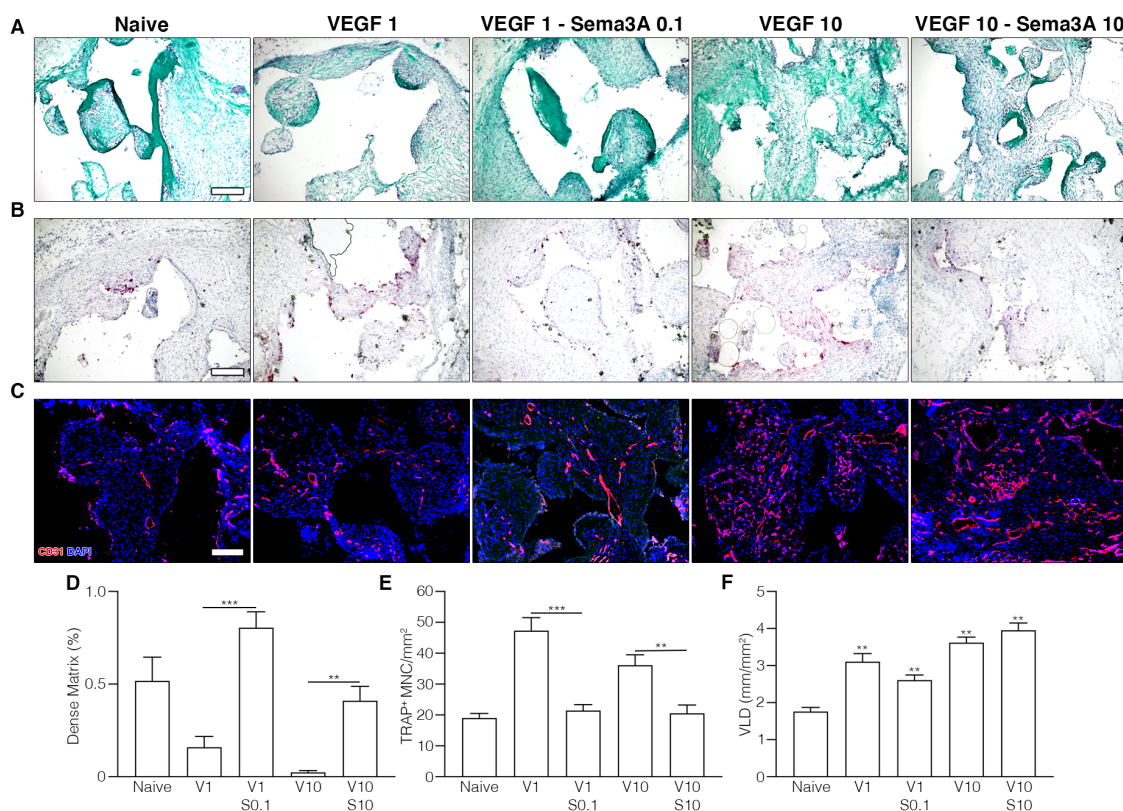 Naive VEGF 1 VEGF 1 - Sema3A 0.1 VEGF 10 VEGF 10 - Sema3A 10
A
B
C
CD31 DAPI
D
1.0
0.5
0
Dense Matrix (%)
***
**
Naive V1 V1 V10 V10
S0.1 S10
E
60
50
40
30
20
10
0
TRAP⁺ MNC/mm²
***
**
Naive V1 V1 V10 V10
S0.1 S10
F
5
4
3
2
1
0
VLD (mm/mm²)
**
**
**
**
Naive V1 V1 V10 V10
S0.1 S10